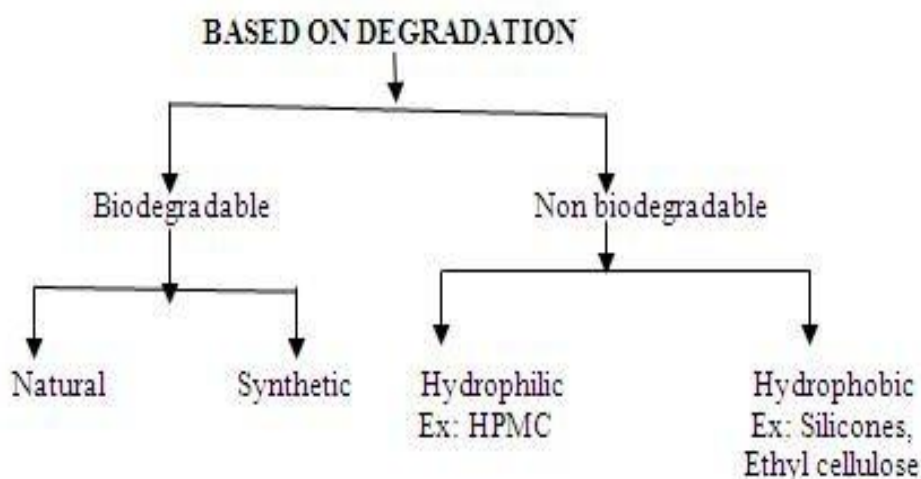 BASED ON DEGRADATION
Biodegradable
Non biodegradable
Natural
Synthetic
Hydrophilic
Ex: HPMC
Hydrophobic
Ex: Silicones,
Ethyl cellulose